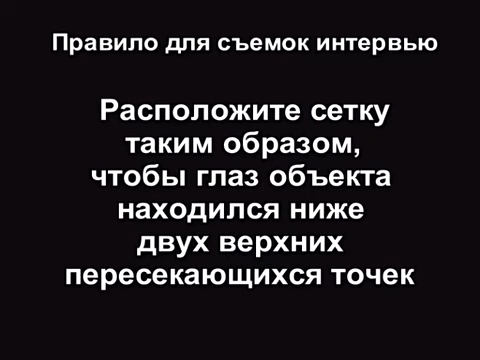 Правило для съемок интервью
Расположите сетку
таким образом,
чтобы глаз объекта
находился ниже
двух верхних
пересекающихся точек